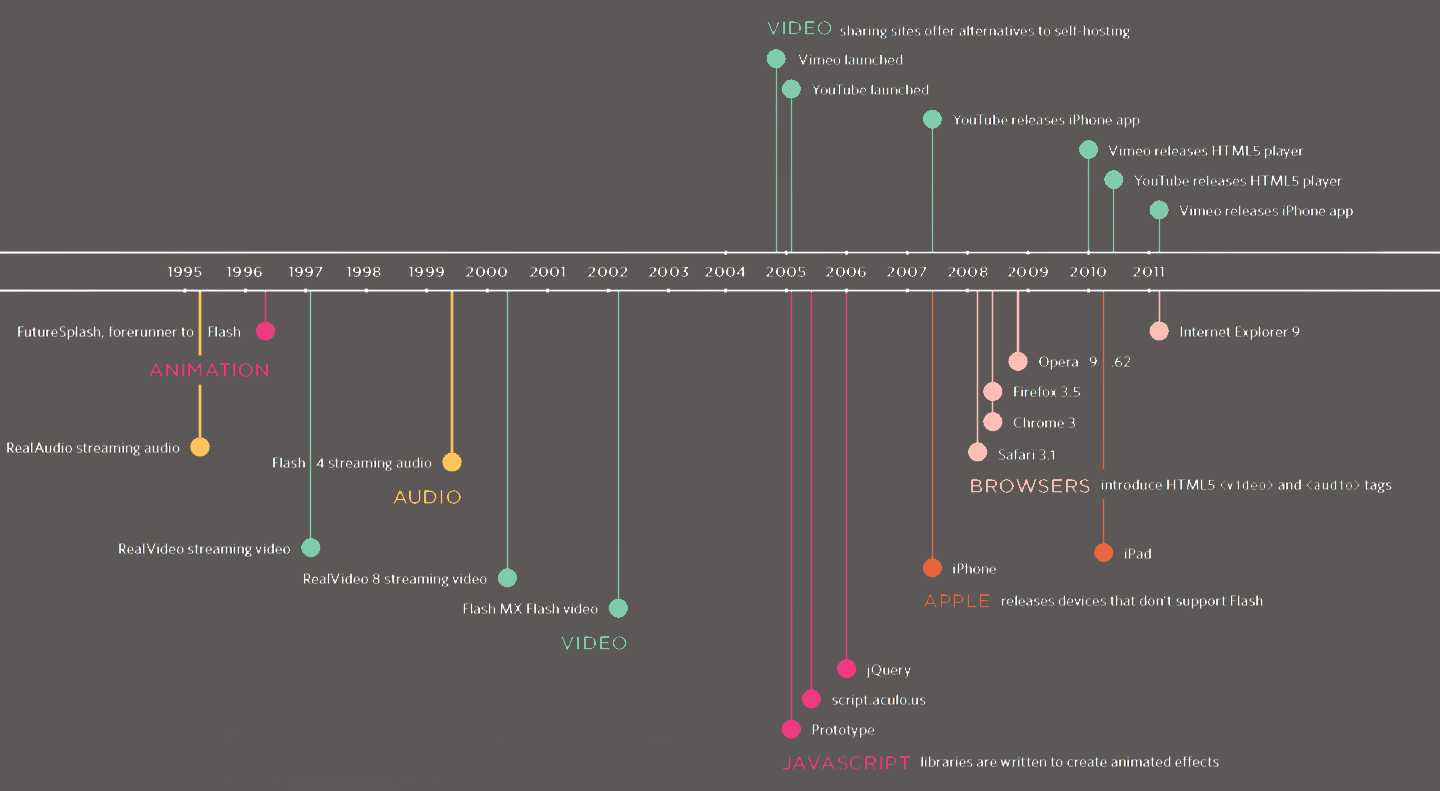 VIDEO sharing sites offer alternatives to self-hosting
Vimeo launched
YouTube launched
YouTube releases iPhone app
Vimeo releases HTML5 player
YouTube releases HTML5 player
Vimeo releases iPhone app
1995 1996 1997 1998 1999 2000 2001 2002 2003 2004 2005 2006 2007 2008 2009 2010 2011
FutureSplash, forerunner to Flash
Internet Explorer 9
ANIMATION
Opera 9.62
Firefox 3.5
Chrome 3
RealAudio streaming audio
Safari 3.1
Flash 4 streaming audio
BROWSERS introduce HTML5 <video> and <audio> tags
AUDIO
RealVideo streaming video
iPad
iPhone
RealVideo 8 streaming video
APPLE releases devices that don't support Flash
Flash MX Flash video
VIDEO
jQuery
script.aculo.us
Prototype
JAVASCRIPT libraries are written to create animated effects